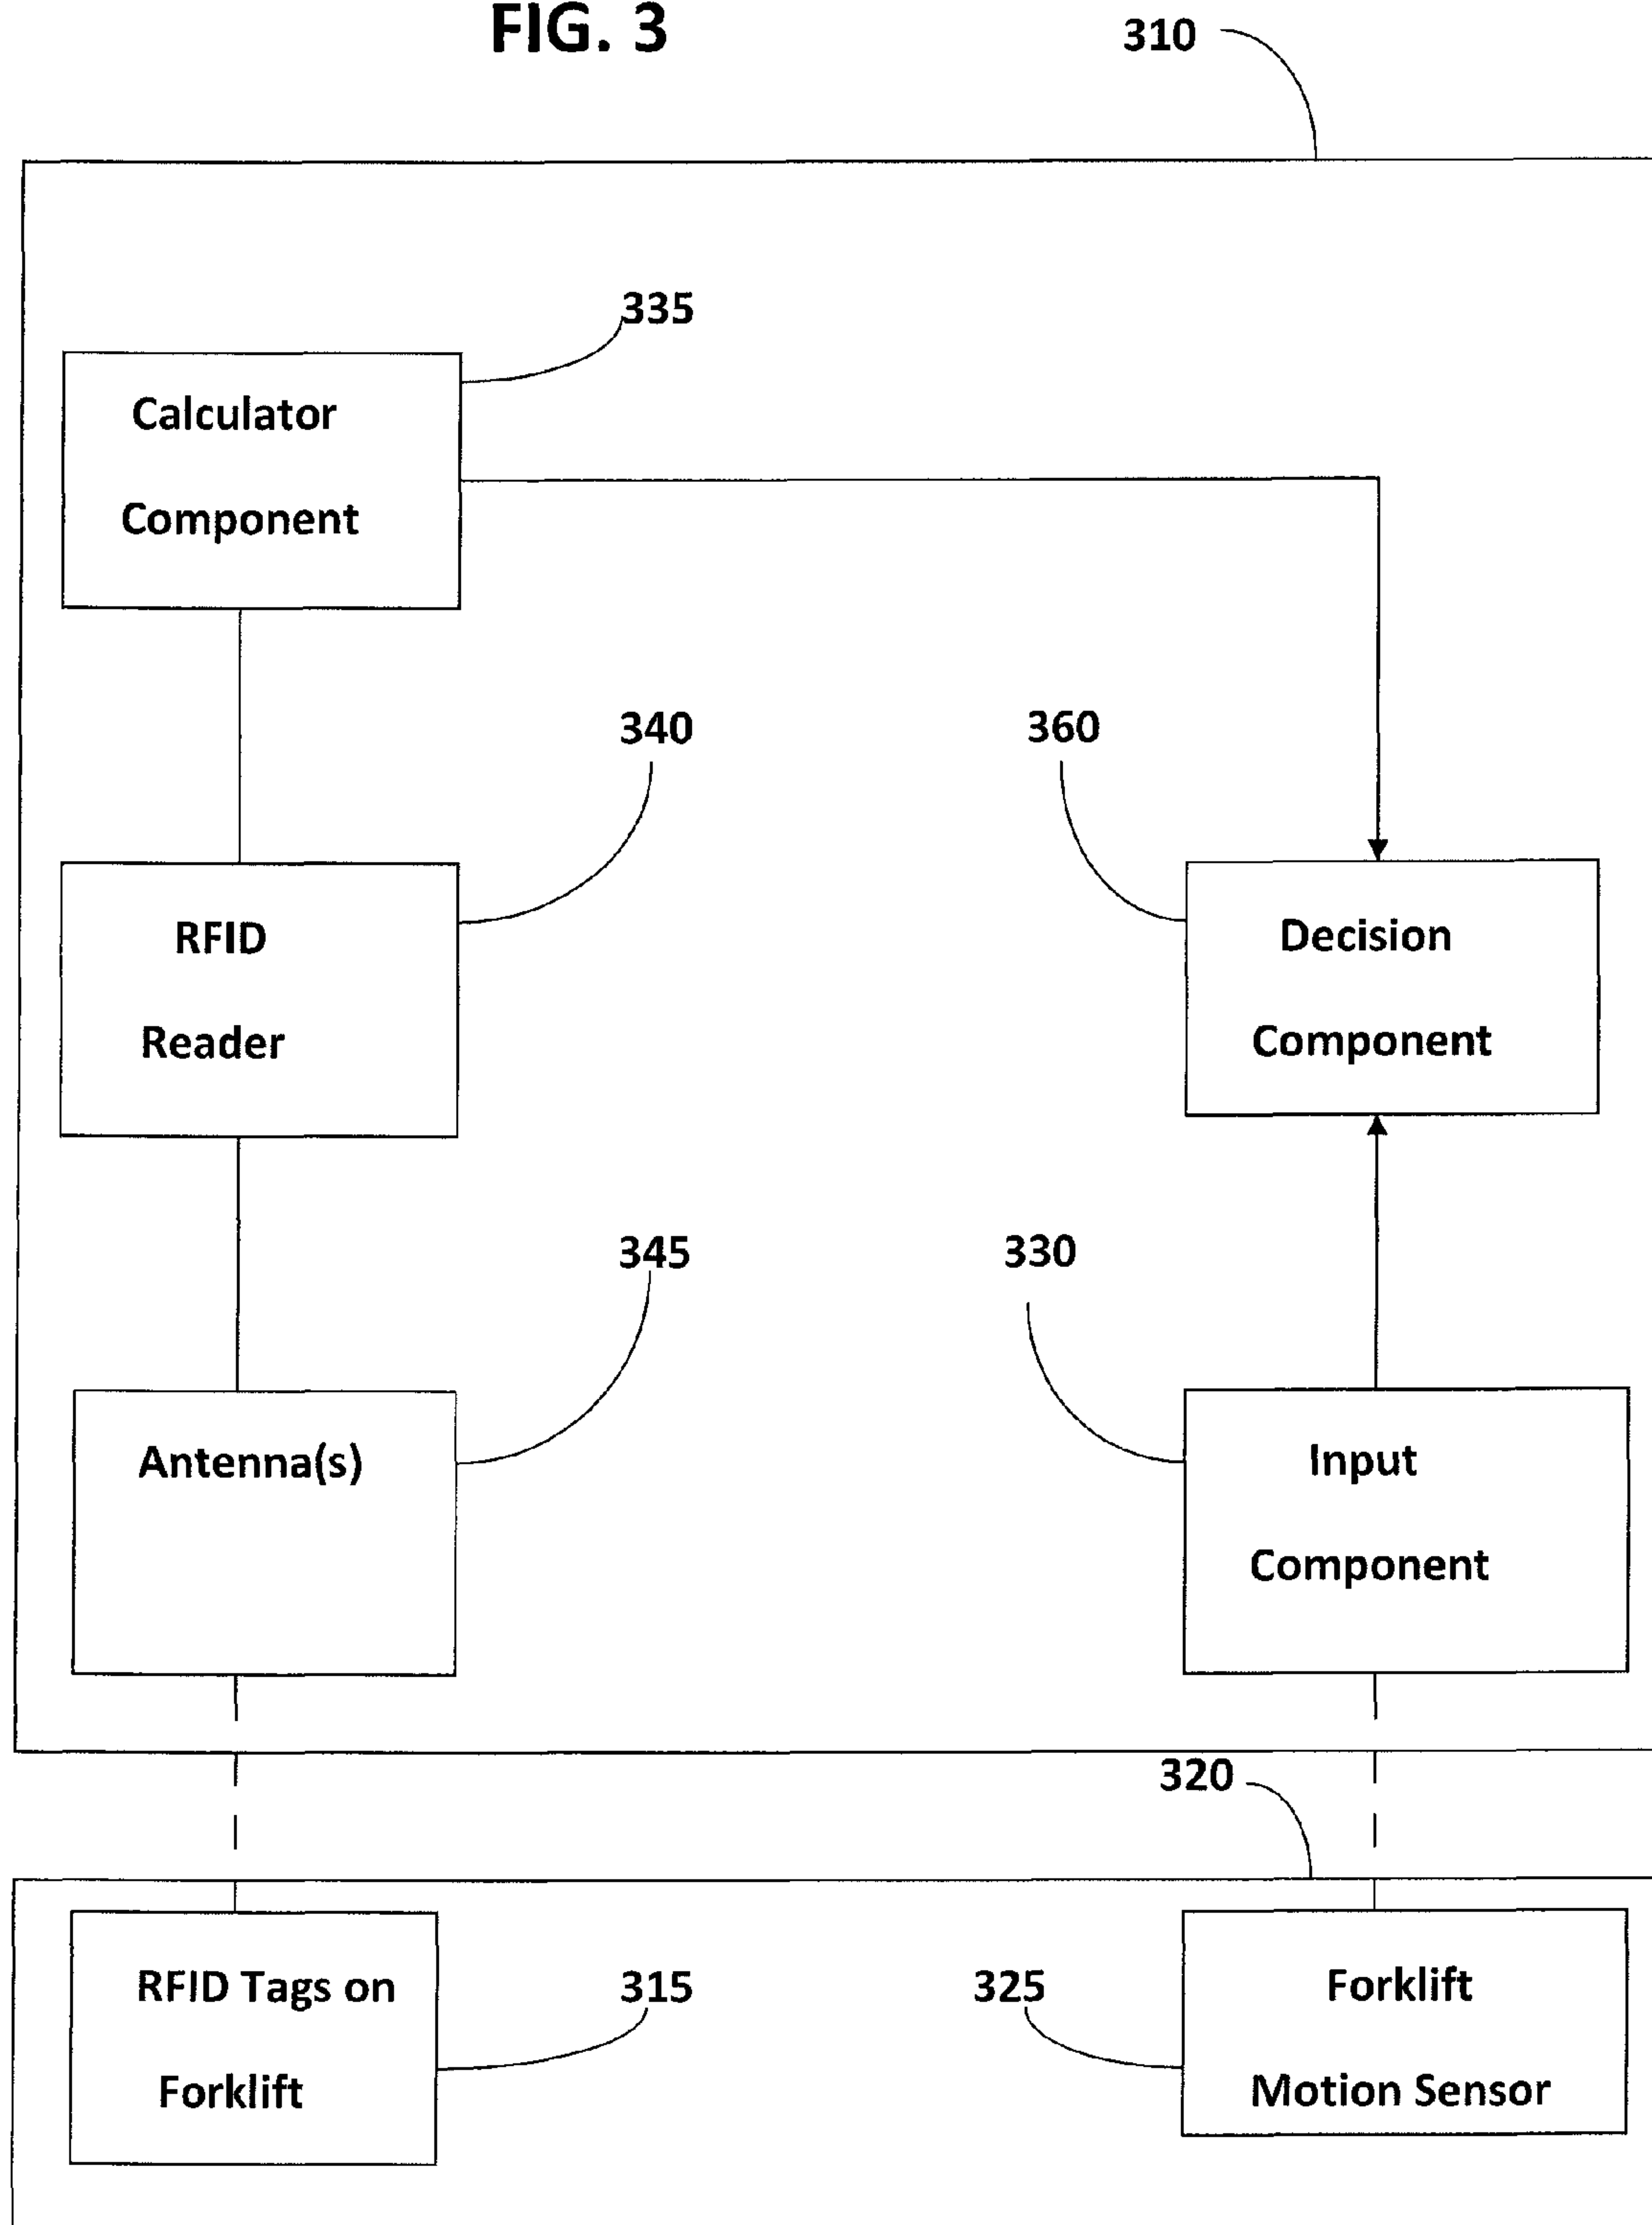 FIG. 3
310
335
Calculator
Component
340
360
RFID
Reader
Decision
Component
345
330
Antenna(s)
Input
Component
320
RFID Tags on
Forklift
315
325
Forklift
Motion Sensor